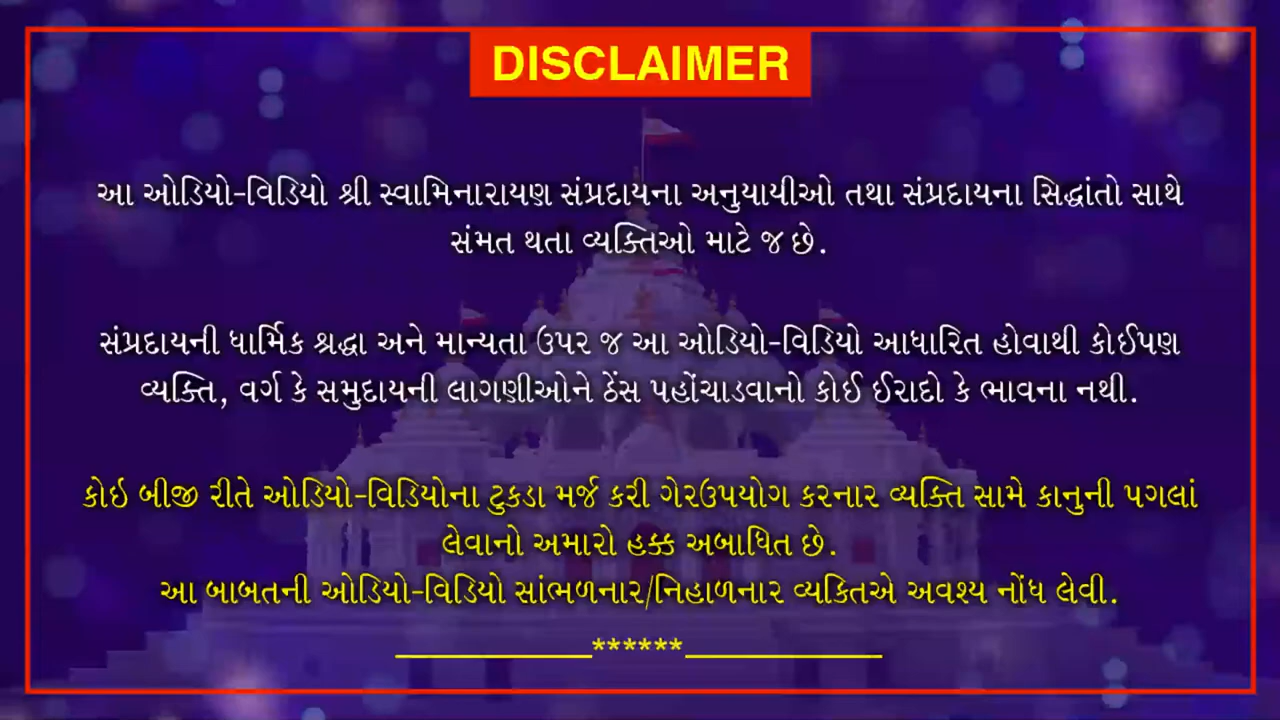 DISCLAIMER
આ ઓડિયો-વિડિયો શ્રી સ્વામિનારાયણ સંપ્રદાયના અનુયાયીઓ તથા સંપ્રદાયના સિદ્ધાંતો સાથે
સંમત થતા વ્યક્તિઓ માટે જ છે.
સંપ્રદાયની ધાર્મિક શ્રદ્ધા અને માન્યતા ઉપર જ આ ઓડિયો-વિડિયો આધારિત હોવાથી કોઈપણ
વ્યક્તિ, વર્ગ કે સમુદાયની લાગણીઓને ઠેંસ પહોંચાડવાનો કોઈ ઈરાદો કે ભાવના નથી.
કોઇ બીજી રીતે ઓડિયો-વિડિયોના ટુકડા મર્જ કરી ગેરઉપયોગ કરનાર વ્યક્તિ સામે કાનુની પગલાં
લેવાનો અમારો હક્ક અબાધિત છે.
આ બાબતની ઓડિયો-વિડિયો સાંભળનાર/નિહાળનાર વ્યકિતએ અવશ્ય નોંધ લેવી.
____________******____________